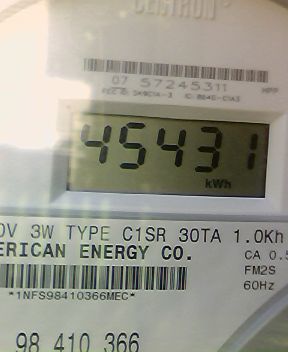 CENTRON
07 57245311
45431
kWh
3W TYPE C1SR 30TA 1.0Kh
ERICAN ENERGY CO.
CA 0.5
FM2S
60Hz
*1NFS98410366MEC*
98 410 366